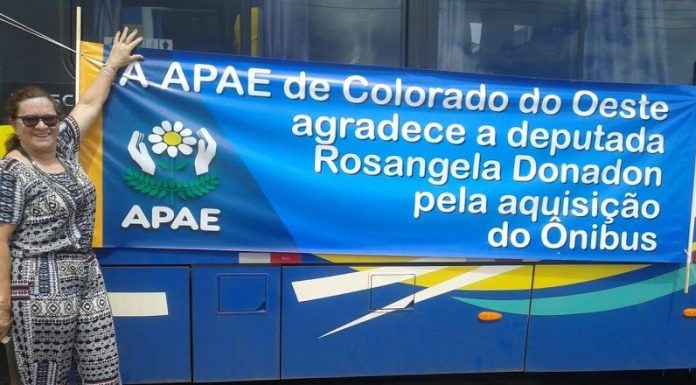 A APAE de Colorado do Oeste
agradece a deputada
Rosangela Donadon
pela aquisição
do Ônibus
APAE